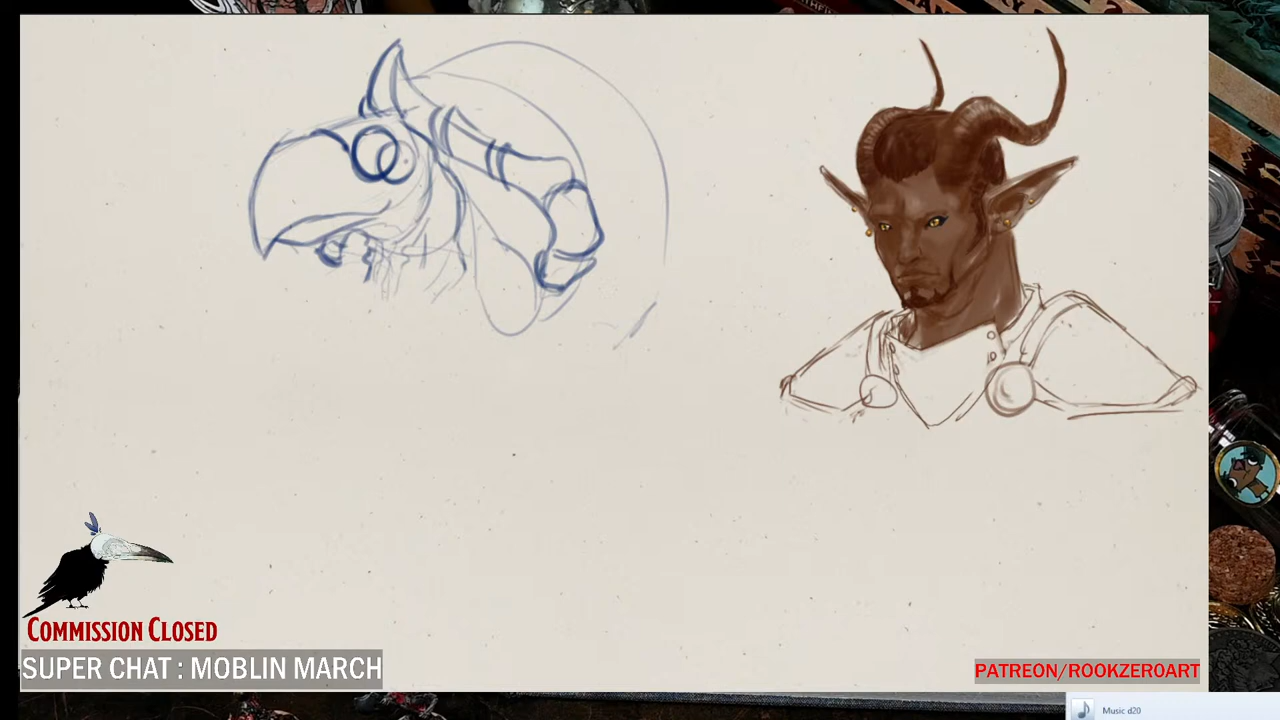 COMMISSION CLOSED
SUPER CHAT : MOBLIN MARCH
PATREON/ROOKZEROART
Music d20